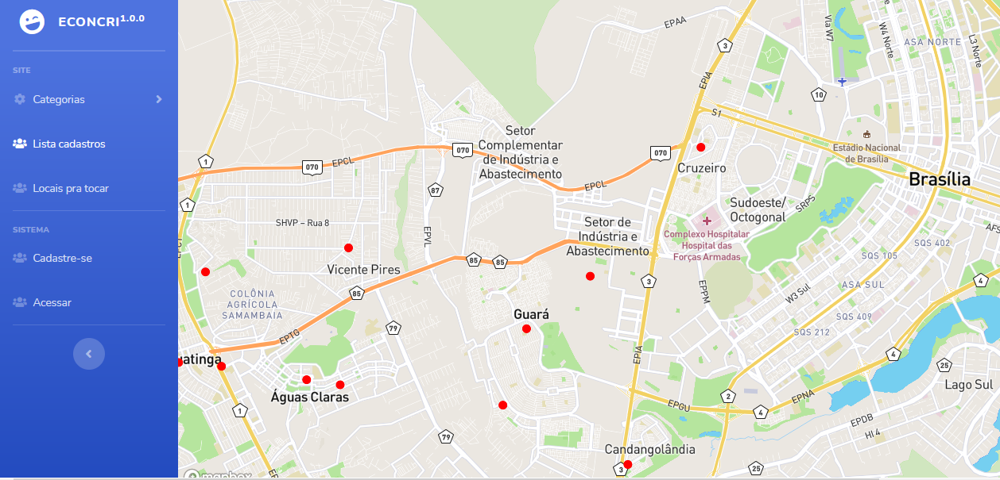 ECONCRI1.0.0
SITE
Categorias
Lista cadastros
Locais pra tocar
SISTEMA
Cadastre-se
Acessar
EPAA
3
EPIA
Via W7
W4 Norte
ASA NORTE
L3 Norte
10
S1
Estádio Nacional
de Brasília
Brasília
Setor
Complementar
de Indústria e
Abastecimento
070
070
070
EPCL
EPCL
1
1
87
EPVL
Cruzeiro
Sudoeste/
Octogonal
SRPS
SHVP – Rua 8
Setor de
Indústria e
Abastecimento
Complexo Hospitalar
Hospital das
Forças Armadas
SQS 402
SQS 105
ASA SUL
W3 Sul
SQS 409
SQS 212
EPPM
Vicente Pires
85
85
85
3
4
COLÔNIA
AGRÍCOLA
SAMAMBAIA
EPTG
79
Guará
EPIA
4
25
Lago Sul
uatinga
Águas Claras
1
79
EPGU
2
4
EPNA
EPDB
HI 4
Candangolândia
3
25
mapbox